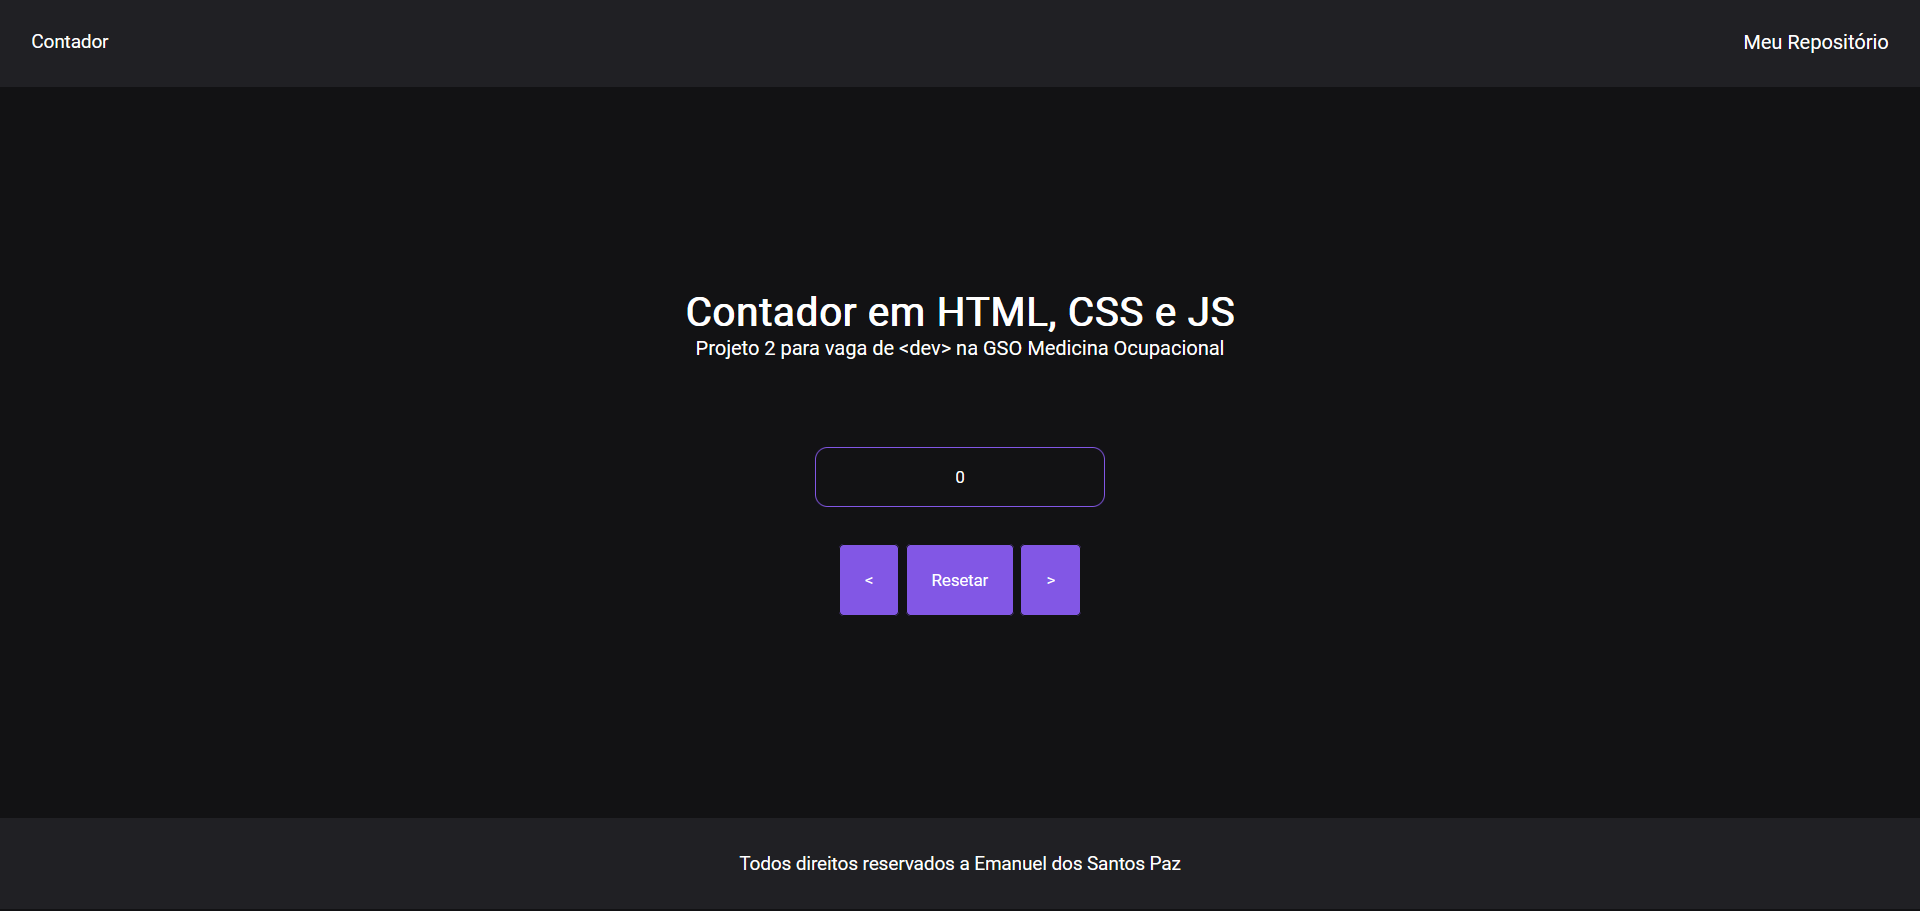 Contador
Meu Repositório
Contador em HTML, CSS e JS
Projeto 2 para vaga de <dev> na GSO Medicina Ocupacional
0
< Resetar >
Todos direitos reservados a Emanuel dos Santos Paz